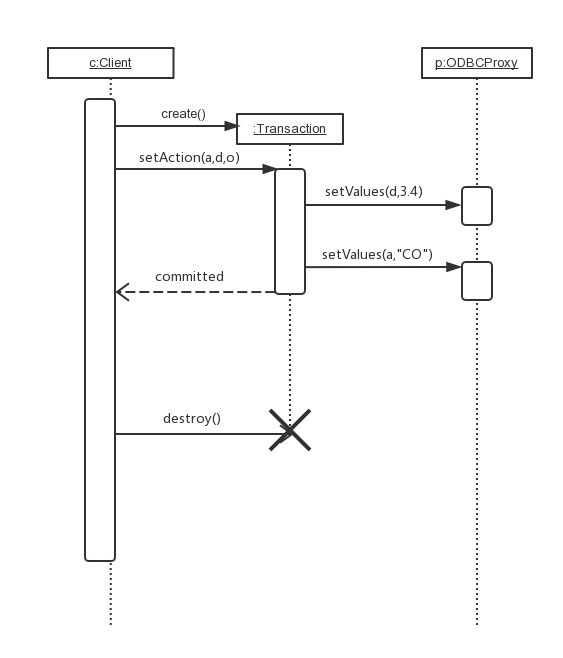 c:Client
p:ODBCProxy
create()
:Transaction
setAction(a,d,o)
setValues(d,3.4)
setValues(a,"CO")
committed
destroy()